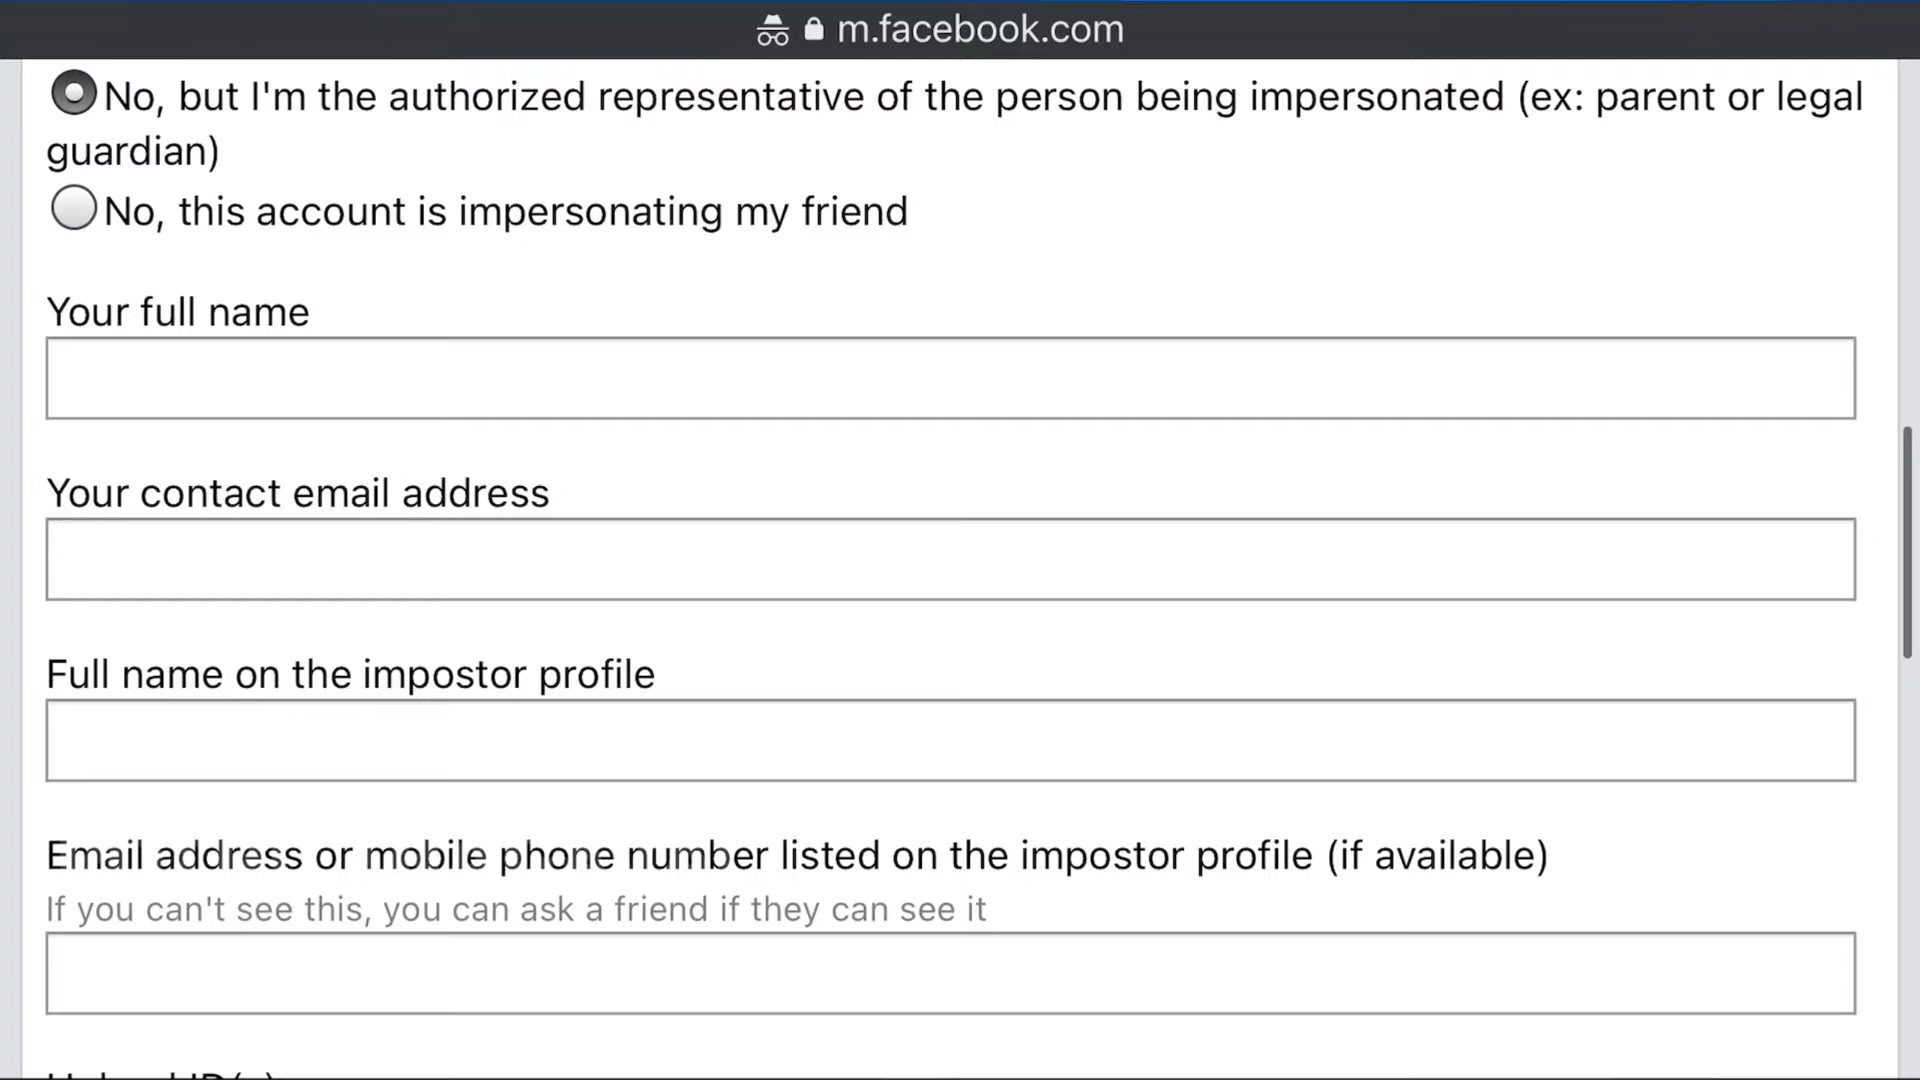 m.facebook.com
No, but I'm the authorized representative of the person being impersonated (ex: parent or legal
guardian)
No, this account is impersonating my friend
Your full name
Your contact email address
Full name on the impostor profile
Email address or mobile phone number listed on the impostor profile (if available)
If you can't see this, you can ask a friend if they can see it